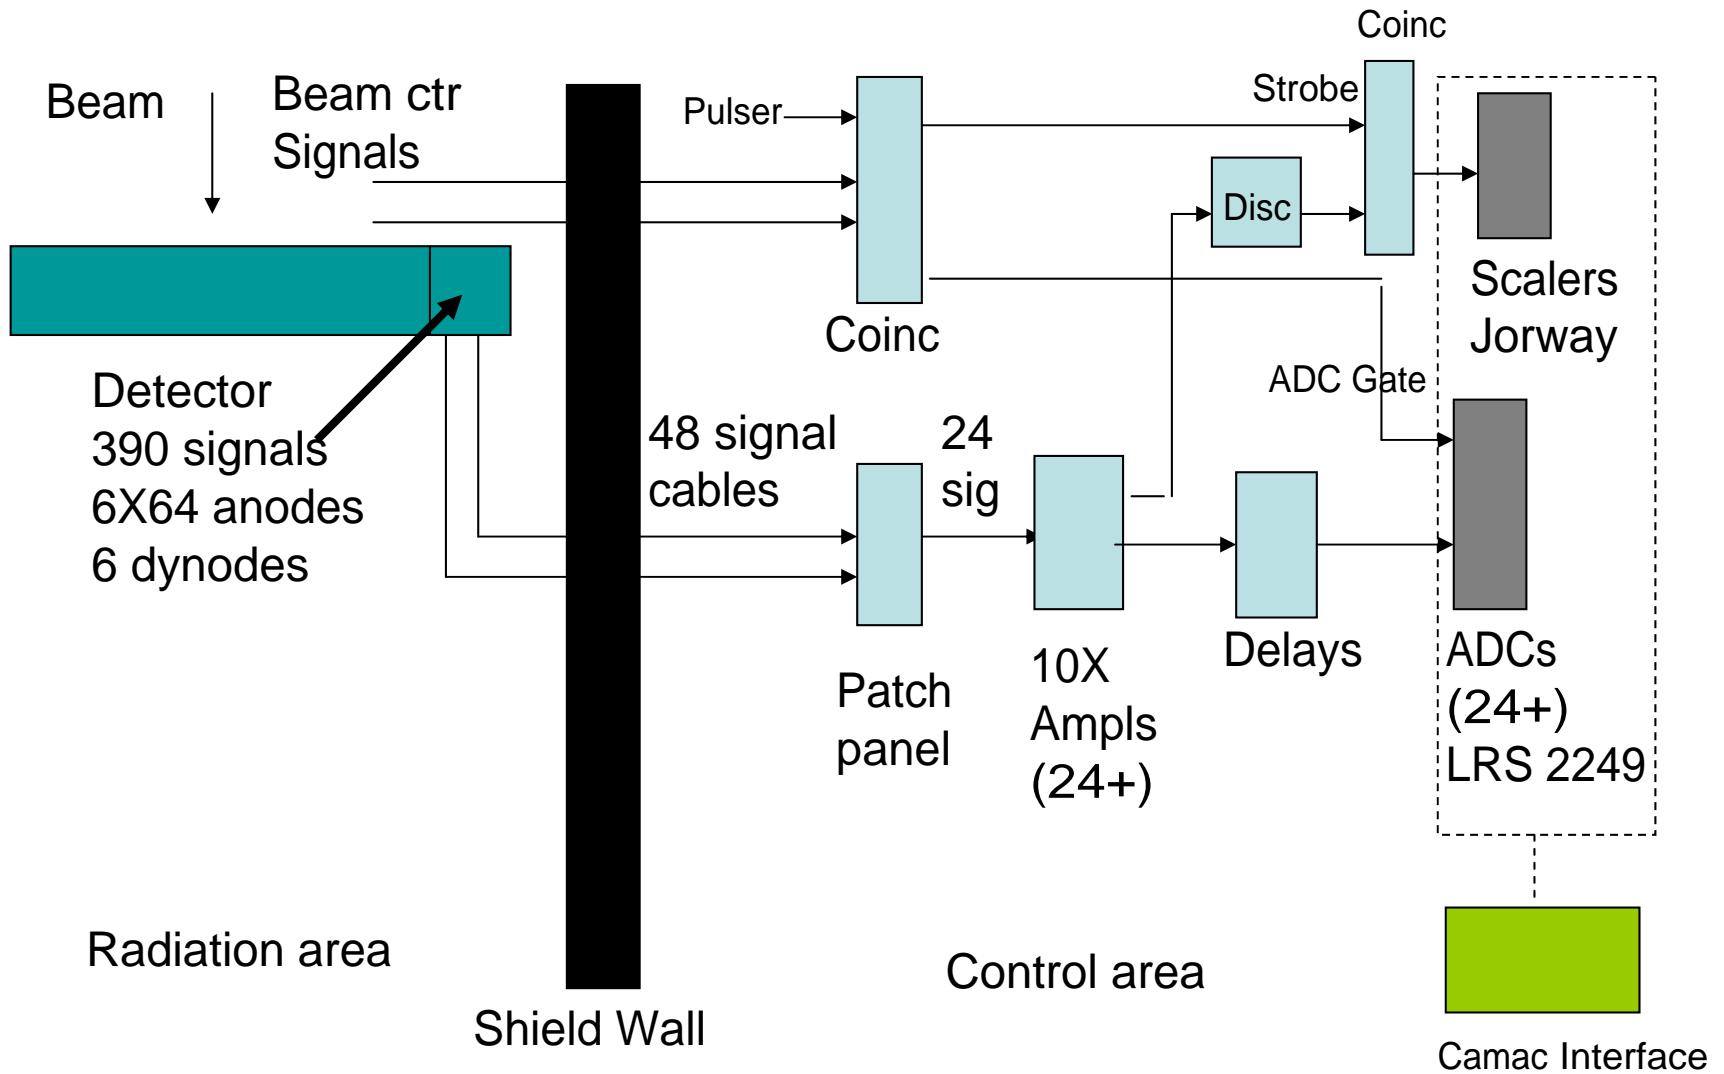 Coinc
Beam
Beam ctr
Signals
Pulser
Strobe
Disc
Coinc
Scalers
Jorway
ADC Gate
Detector
390 signals
6X64 anodes
6 dynodes
48 signal
cables
24
sig
Patch
panel
10X
Ampls
(24+)
Delays
ADCs
(24+)
LRS 2249
Radiation area
Control area
Shield Wall
Camac Interface